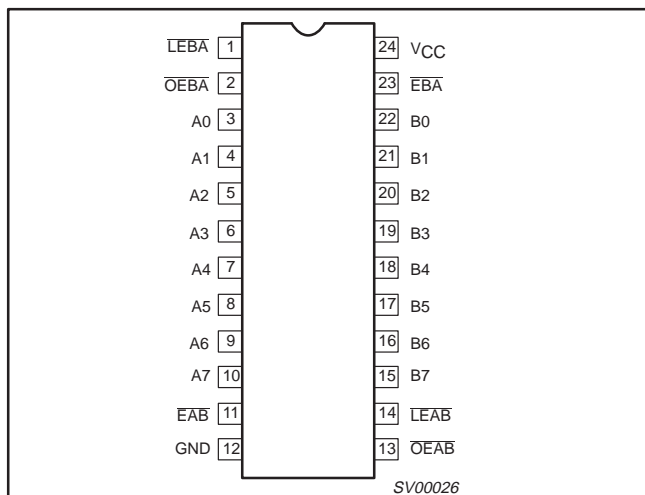 LEBA 1 24 VCC
OEBA 2 23 EBA
A0 3 22 B0
A1 4 21 B1
A2 5 20 B2
A3 6 19 B3
A4 7 18 B4
A5 8 17 B5
A6 9 16 B6
A7 10 15 B7
EAB 11 14 LEAB
GND 12 13 OEAB
SV00026